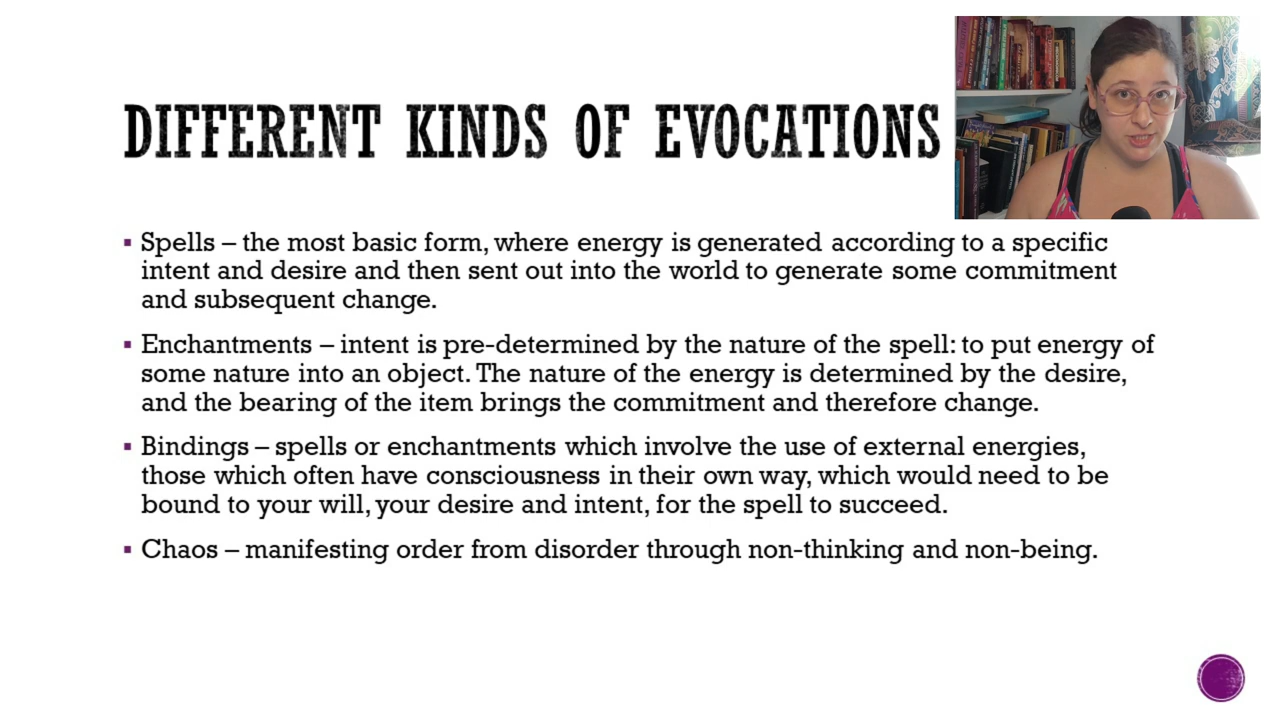 DIFFERENT KINDS OF EVOCATIONS
▪ Spells – the most basic form, where energy is generated according to a specific
intent and desire and then sent out into the world to generate some commitment
and subsequent change.
▪ Enchantments – intent is pre-determined by the nature of the spell: to put energy of
some nature into an object. The nature of the energy is determined by the desire,
and the bearing of the item brings the commitment and therefore change.
▪ Bindings – spells or enchantments which involve the use of external energies,
those which often have consciousness in their own way, which would need to be
bound to your will, your desire and intent, for the spell to succeed.
▪ Chaos – manifesting order from disorder through non-thinking and non-being.